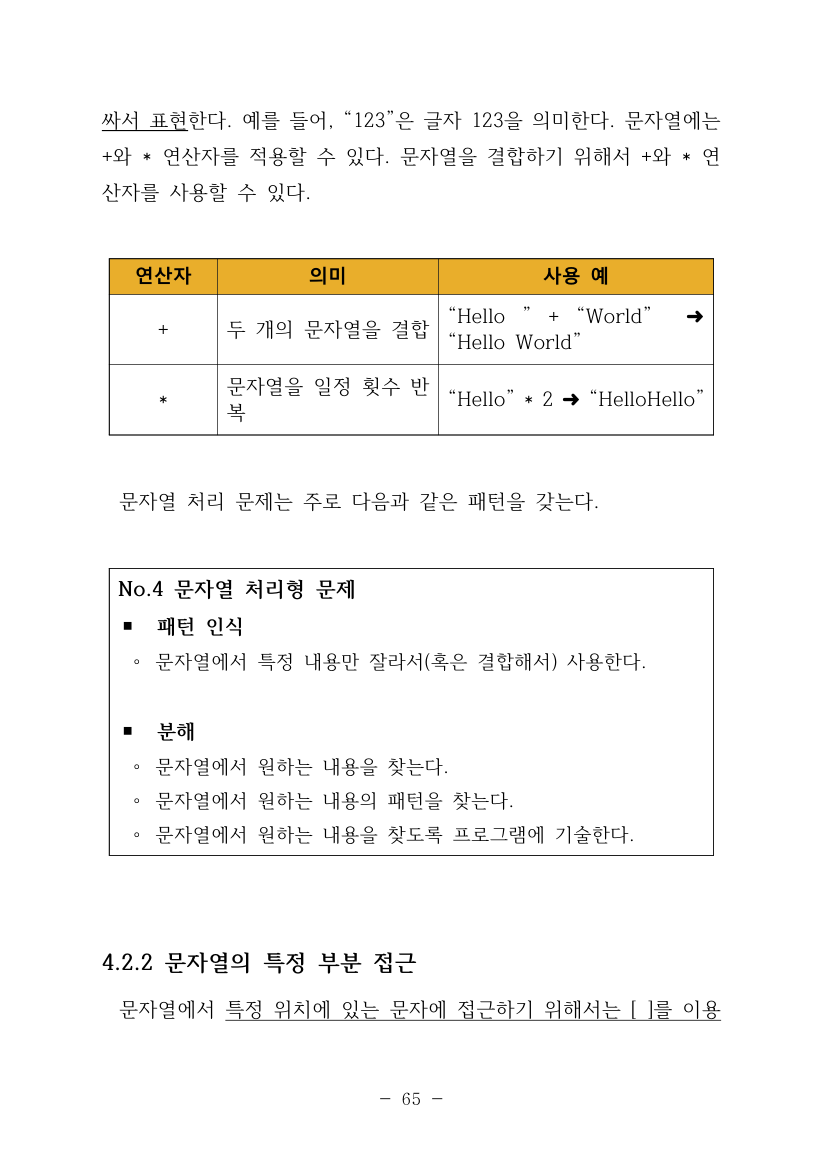 싸서 표현한다. 예를 들어, “123”은 글자 123을 의미한다. 문자열에는
+와 * 연산자를 적용할 수 있다. 문자열을 결합하기 위해서 +와 * 연
산자를 사용할 수 있다.
연산자 의미 사용 예
+ 두 개의 문자열을 결합 “Hello ” + “World” ➜
“Hello World”
* 문자열을 일정 횟수 반
복 “Hello” * 2 ➜ “HelloHello”
문자열 처리 문제는 주로 다음과 같은 패턴을 갖는다.
No.4 문자열 처리형 문제
■ 패턴 인식
◦ 문자열에서 특정 내용만 잘라서(혹은 결합해서) 사용한다.
■ 분해
◦ 문자열에서 원하는 내용을 찾는다.
◦ 문자열에서 원하는 내용의 패턴을 찾는다.
◦ 문자열에서 원하는 내용을 찾도록 프로그램에 기술한다.
4.2.2 문자열의 특정 부분 접근
문자열에서 특정 위치에 있는 문자에 접근하기 위해서는 [ ]를 이용
- 65 -